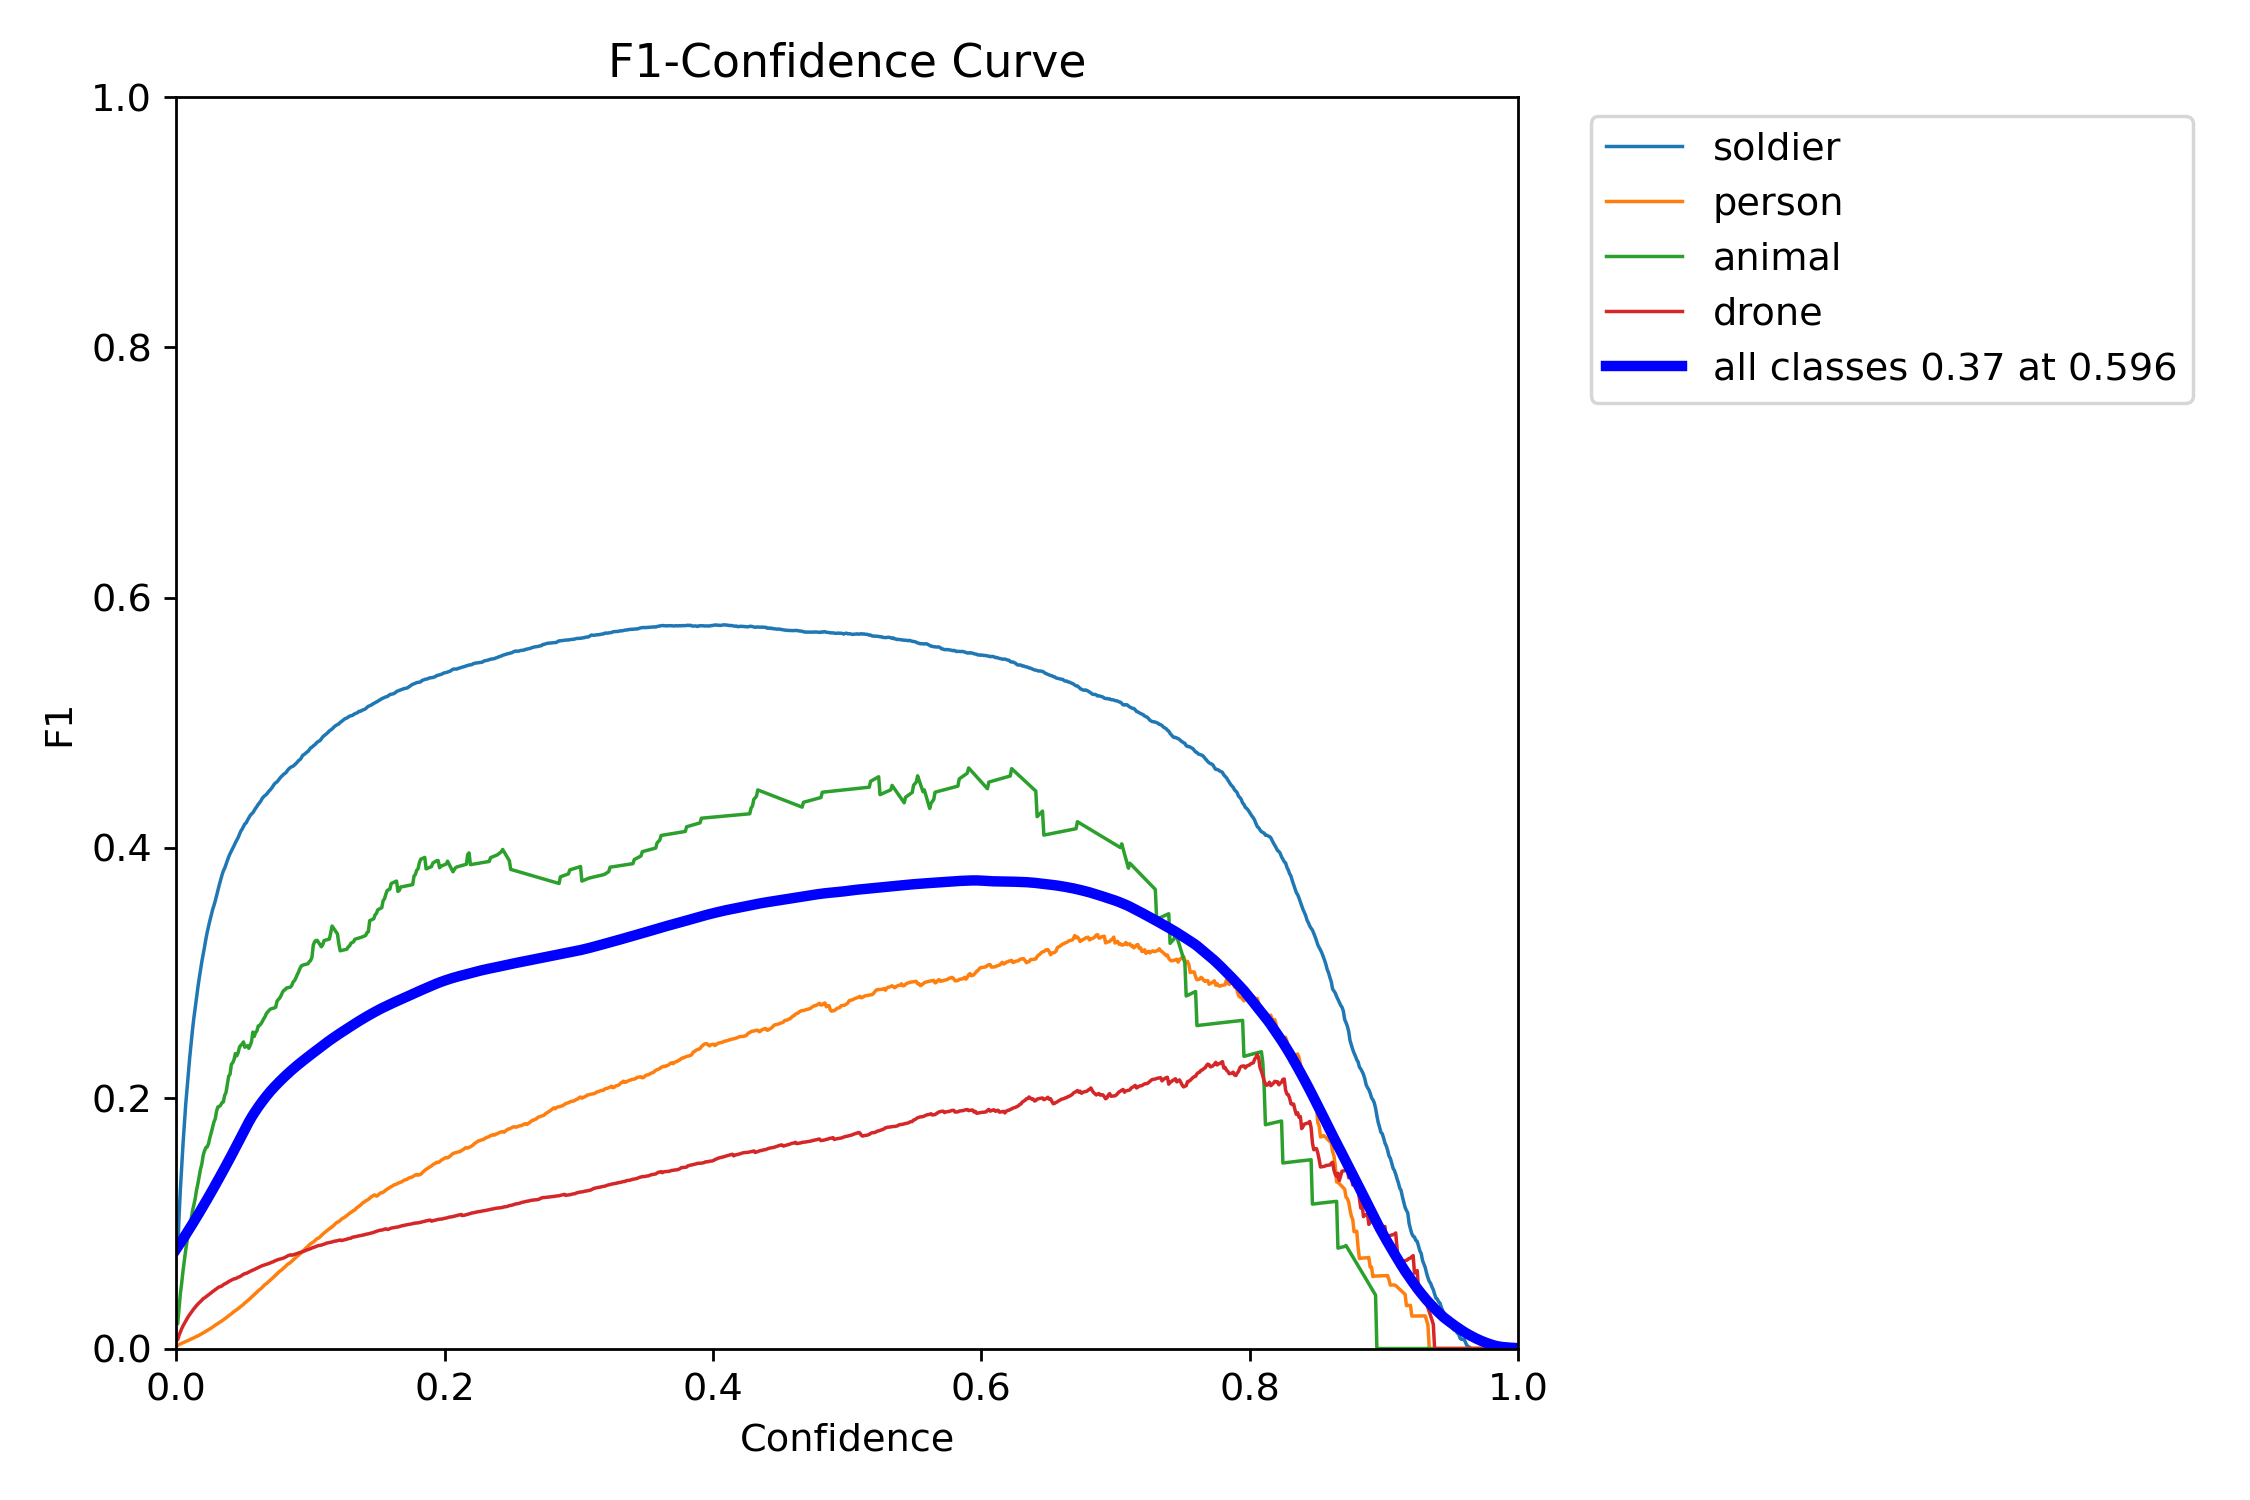 F1-Confidence Curve
1.0
0.8
0.6
0.4
0.2
0.0
F1
0.0 0.2 0.4 0.6 0.8 1.0
Confidence
soldier
person
animal
drone
all classes 0.37 at 0.596